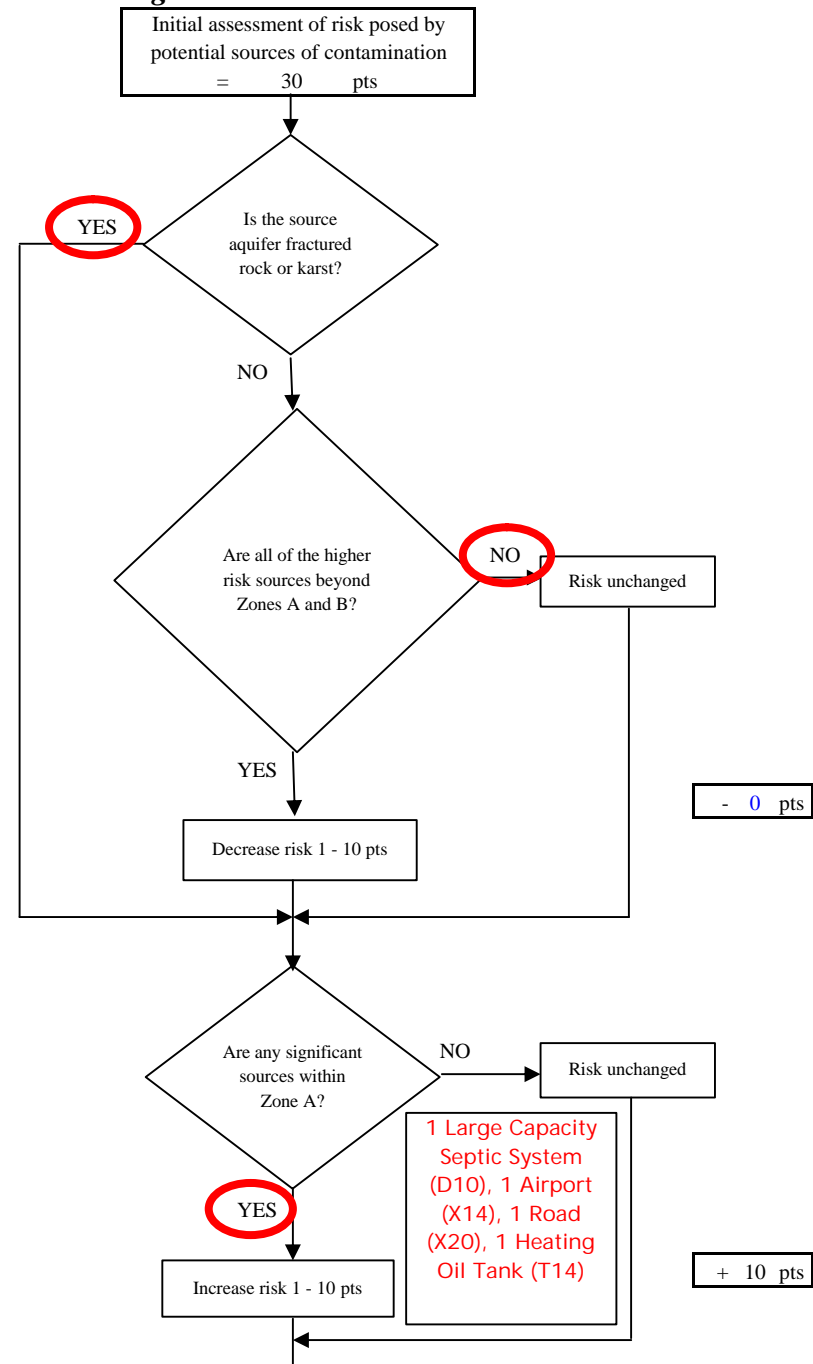 Initial assessment of risk posed by
potential sources of contamination
= 30 pts
YES
Is the source
aquifer fractured
rock or karst?
NO
Are all of the higher
risk sources beyond
Zones A and B?
NO
Risk unchanged
YES
- 0 pts
Decrease risk 1 - 10 pts
Are any significant
sources within
Zone A?
NO
Risk unchanged
1 Large Capacity
Septic System
(D10), 1 Airport
(X14), 1 Road
(X20), 1 Heating
Oil Tank (T14)
YES
+ 10 pts
Increase risk 1 - 10 pts